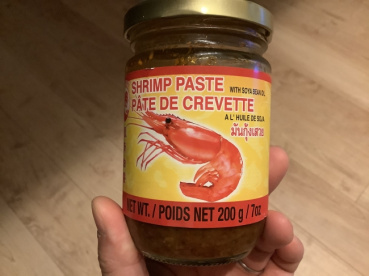 SHRIMP PASTE
WITH SOYA BEAN OIL
PÂTE DE CREVETTE
A L'HUILE DE SOJA
มันกุ้งเสวย
NET WT. / POIDS NET 200 g / 7oz